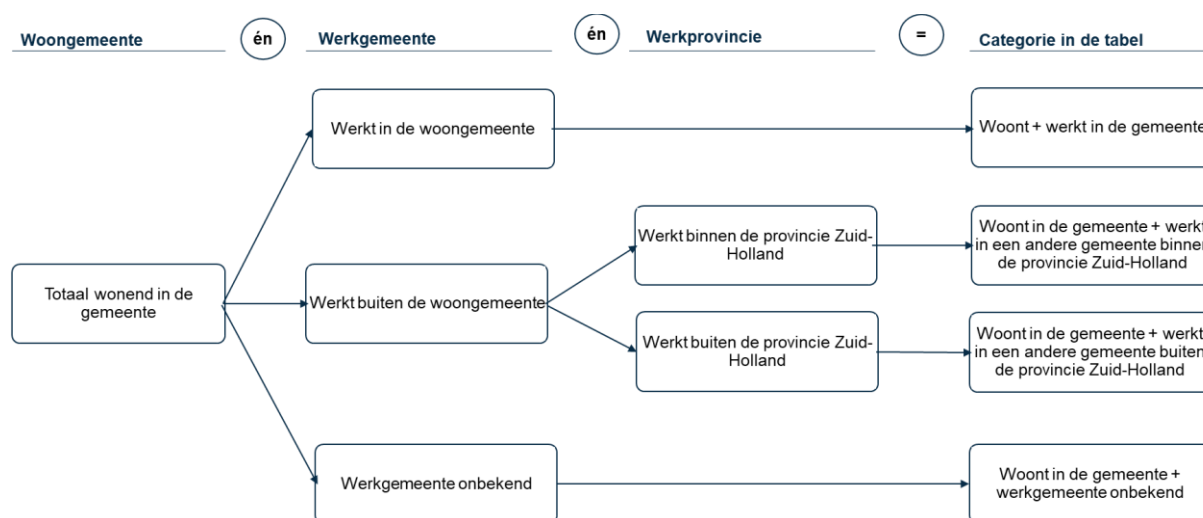 Woongemeente
én
Werkgemeente
én
Werkprovincie
=
Categorie in de tabel
Werkt in de woongemeente
Woont + werkt in de gemeente
Werkt binnen de provincie Zuid-
Holland
Woont in de gemeente + werkt
in een andere gemeente binnen
de provincie Zuid-Holland
Totaal wonend in de
gemeente
Werkt buiten de woongemeente
Werkt buiten de provincie Zuid-
Holland
Woont in de gemeente + werkt
in een andere gemeente buiten
de provincie Zuid-Holland
Werkgemeente onbekend
Woont in de gemeente +
werkgemeente onbekend